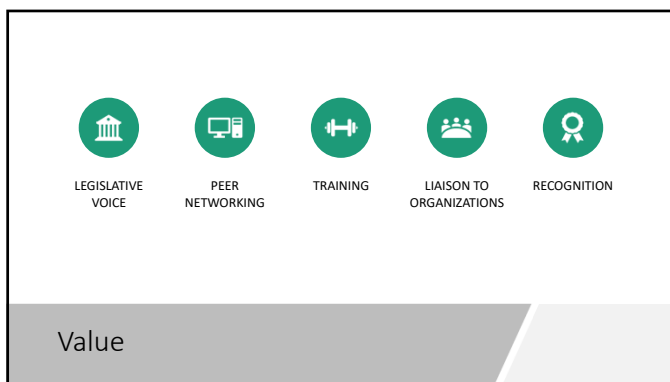 LEGISLATIVE
VOICE
PEER
NETWORKING
TRAINING
LIAISON TO
ORGANIZATIONS
RECOGNITION
Value